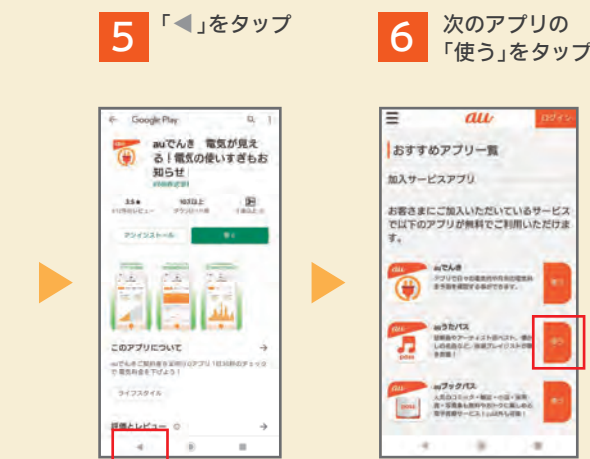 5
「◀」をタップ
6
次のアプリの
「使う」をタップ
Google Play
auでんき 電気が見え
る!電気の使いすぎもお
知らせ
3.5★
10万以上
アンインストール
開く
このアプリについて
ライフスタイル
評価とレビュー
au
ログイン
おすすめアプリ一覧
加入サービスアプリ
お客さまにご加入いただいているサービス
で以下のアプリが無料でご利用いただけま
す。
auでんき
使う
auうたパス
使う
auブックパス
使う